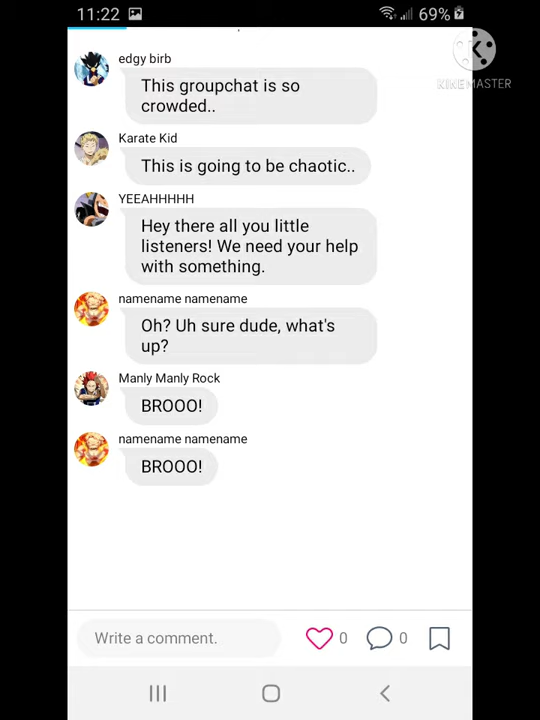 11:22
69%
KINEMASTER
edgy birb
This groupchat is so
crowded..
Karate Kid
This is going to be chaotic..
YEEAHHHHH
Hey there all you little
listeners! We need your help
with something.
namename namename
Oh? Uh sure dude, what's
up?
Manly Manly Rock
BROOO!
namename namename
BROOO!
Write a comment.
0
0